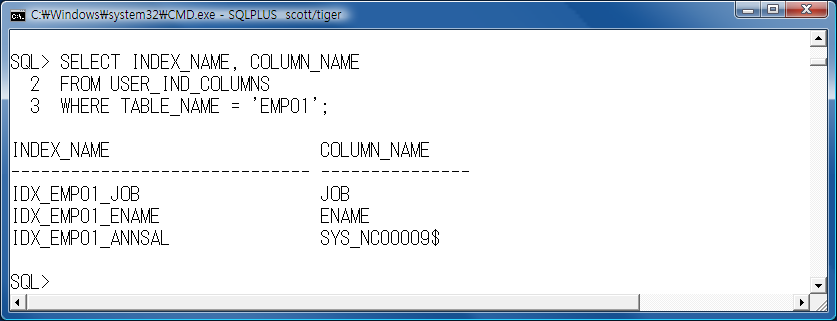 C:₩Windows₩system32₩CMD.exe - SQLPLUS  scott/tiger
SQL> SELECT INDEX_NAME, COLUMN_NAME
  2  FROM USER_IND_COLUMNS
  3  WHERE TABLE_NAME = 'EMP01';
INDEX_NAME                     COLUMN_NAME
------------------------------ ---------------
IDX_EMP01_JOB                  JOB
IDX_EMP01_ENAME                ENAME
IDX_EMP01_ANNSAL               SYS_NC00009$
SQL>